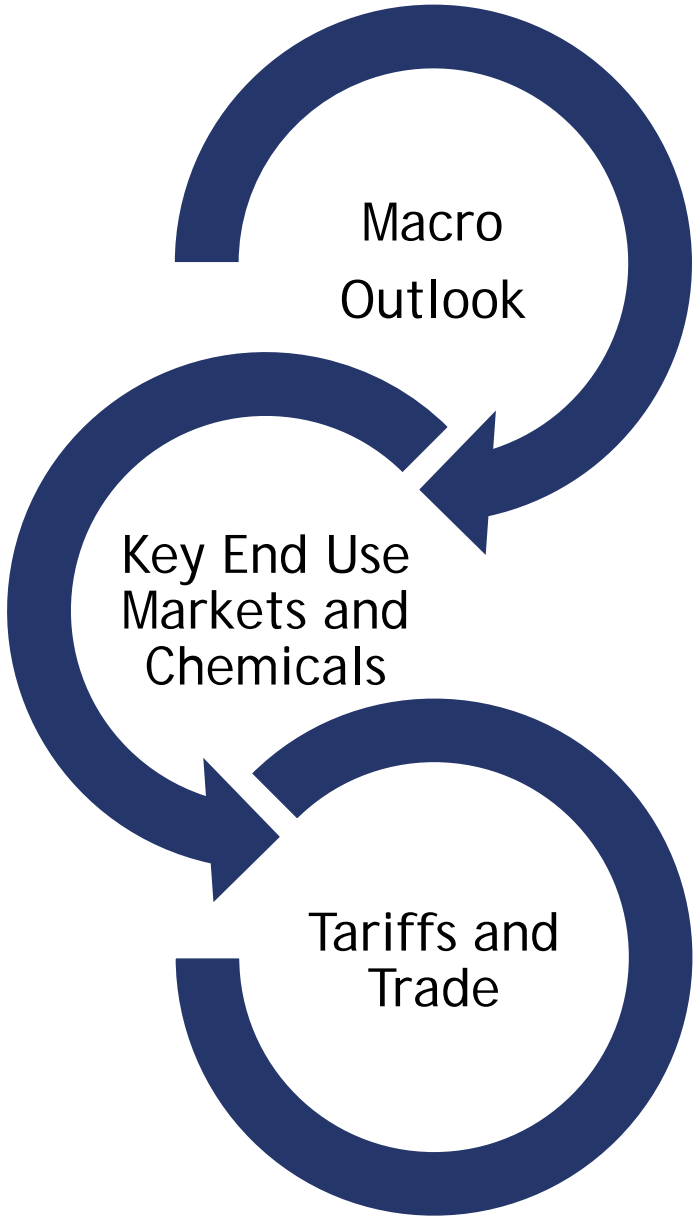 Macro
Outlook
Key End Use
Markets and
Chemicals
Tariffs and
Trade